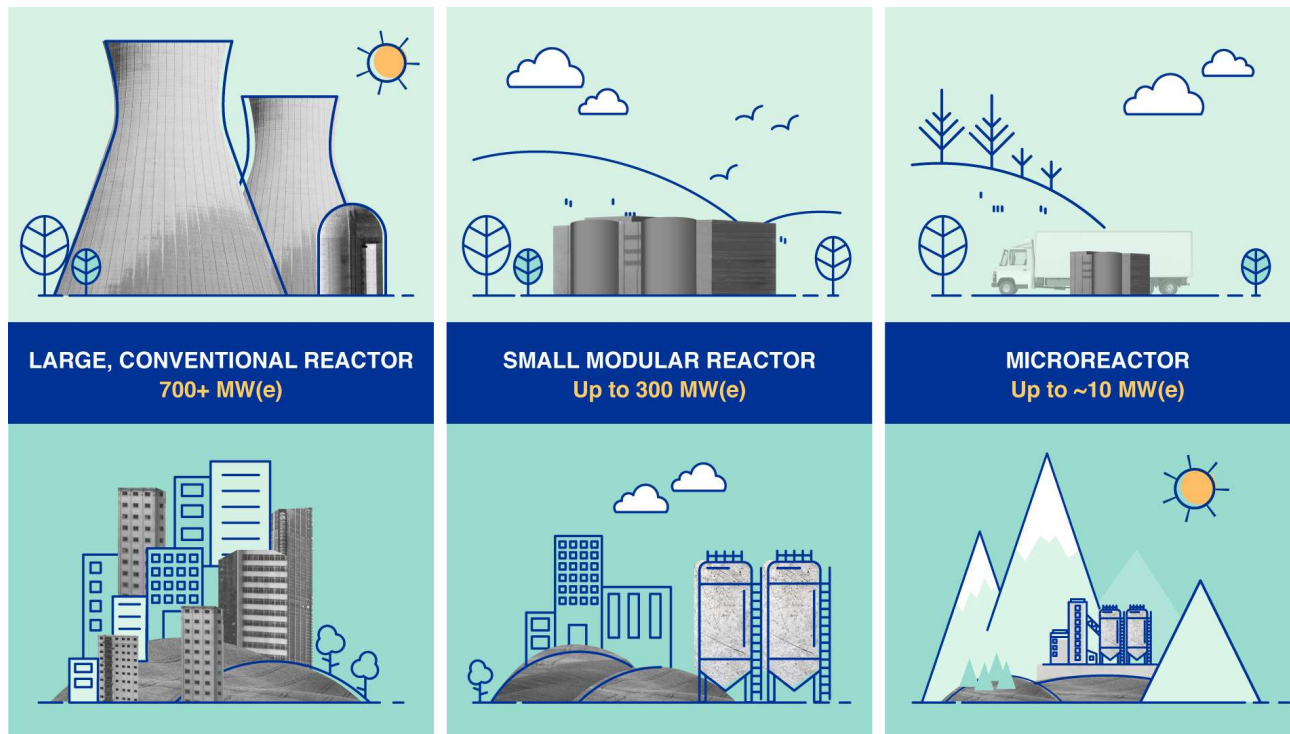 LARGE, CONVENTIONAL REACTOR
700+ MW(e)
SMALL MODULAR REACTOR
Up to 300 MW(e)
MICROREACTOR
Up to ~10 MW(e)